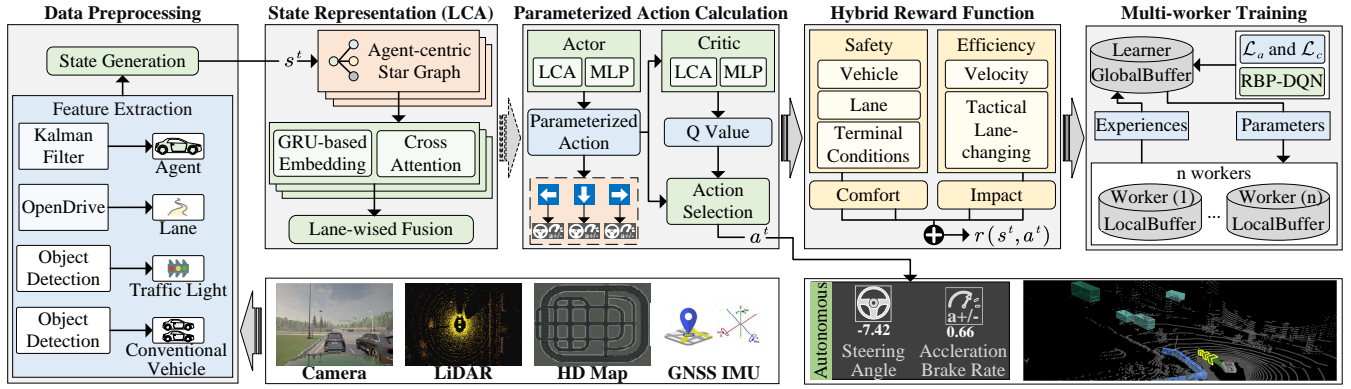 Data Preprocessing
State Generation
Feature Extraction
Kalman
Filter
Agent
OpenDrive
Lane
Object
Detection
Traffic Light
Object
Detection
Conventional
Vehicle
State Representation (LCA)
s^t
Agent-centric
Star Graph
GRU-based
Embedding
Cross
Attention
Lane-wised Fusion
Parameterized Action Calculation
Actor
LCA MLP
Critic
LCA MLP
Parameterized
Action
Q Value
a+/- a+/- a+/-
Action
Selection
a^t
Hybrid Reward Function
Safety
Vehicle
Lane
Terminal
Conditions
Efficiency
Velocity
Tactical
Lane-
changing
Comfort
Impact
r(s^t, a^t)
Multi-worker Training
Learner
GlobalBuffer
ℒ_a and ℒ_c
RBP-DQN
Experiences
Parameters
n workers
Worker (1)
LocalBuffer
...
Worker (n)
LocalBuffer
Camera
LiDAR
HD Map
GNSS IMU
Autonomous
-7.42
Steering
Angle
a+/-
0.66
Accleration
Brake Rate